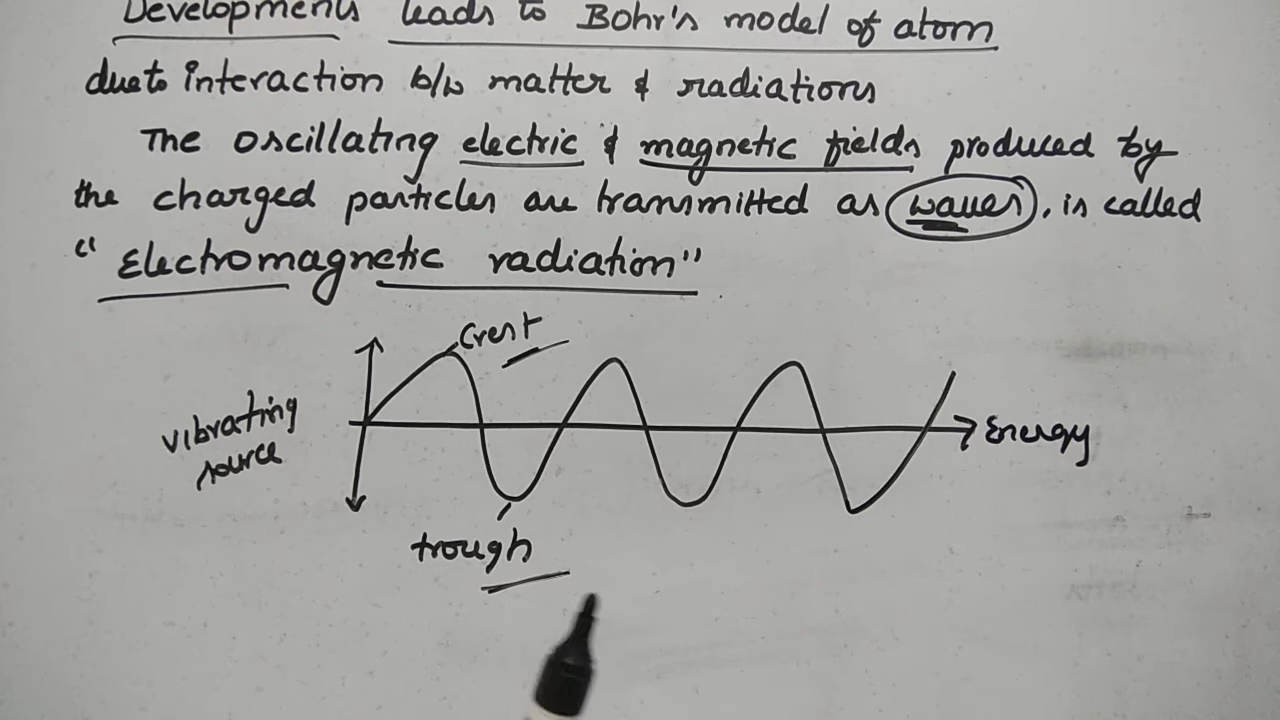 Developments leads to Bohr's model of atom
due to interaction b/w matter & radiations
The oscillating electric & magnetic fields produced by
the charged particles are transmitted as waves, is called
"Electromagnetic radiation"
Crest
vibrating
source
Energy
trough